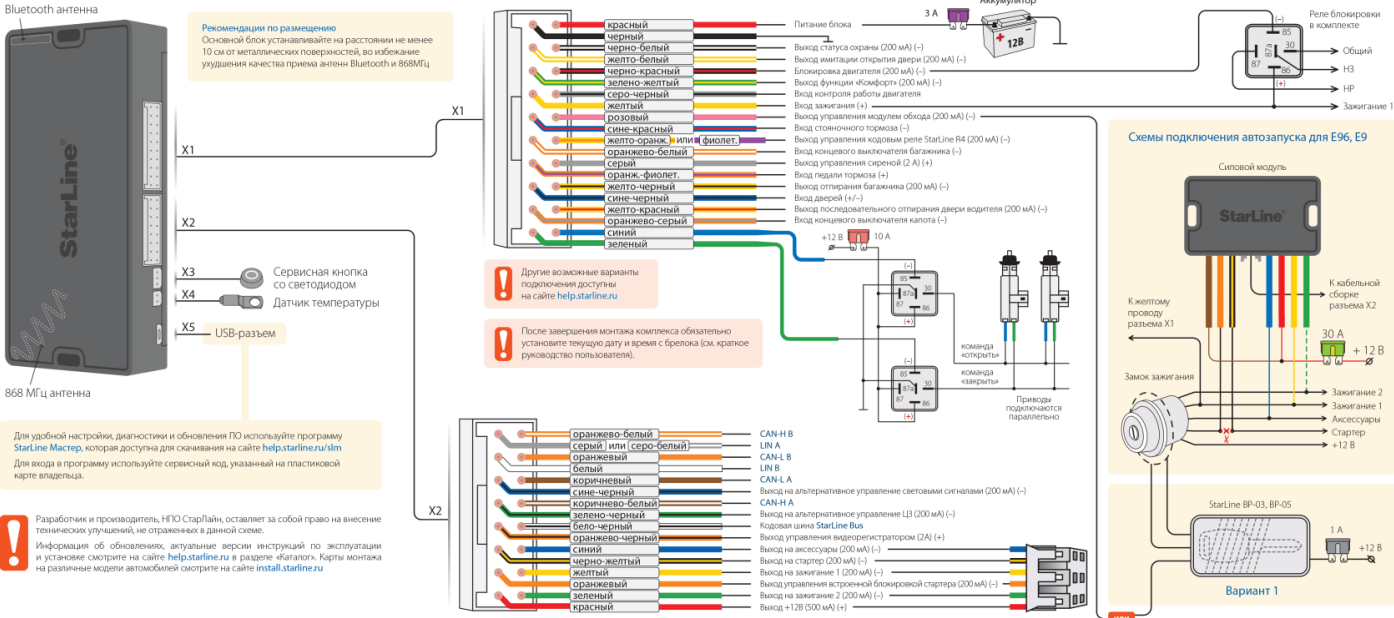 Bluetooth антенна
Рекомендации по размещению
Основной блок устанавливайте на расстоянии не менее
10 см от металлических поверхностей, во избежание
ухудшения качества приема антенн Bluetooth и 868МГц
StarLine®
X1
X2
X3
X4
X5
Сервисная кнопка
со светодиодом
Датчик температуры
USB-разъем
868 МГц антенна
Для удобной настройки, диагностики и обновления ПО используйте программу
StarLine Мастер, которая доступна для скачивания на сайте help.starline.ru/slm
Для входа в программу используйте сервисный код, указанный на пластиковой
карте владельца.
Разработчик и производитель, НПО СтарЛайн, оставляет за собой право на внесение
технических улучшений, не отраженных в данной схеме.
Информация об обновлениях, актуальные версии инструкций по эксплуатации
и установке смотрите на сайте help.starline.ru в разделе «Каталог». Карты монтажа
на различные модели автомобилей смотрите на сайте install.starline.ru
X1
красный Питание блока
черный
черно-белый Выход статуса охраны (200 мА) (–)
желто-белый Выход имитации открытия двери (200 мА) (–)
черно-красный Блокировка двигателя (200 мА) (–)
зелено-желтый Выход функции «Комфорт» (200 мА) (–)
серо-черный Вход контроля работы двигателя
желтый Вход зажигания (+)
розовый Выход управления модулем обхода (200 мА) (–)
сине-красный Вход стояночного тормоза (–)
желто-оранж. или фиолет. Выход управления кодовым реле StarLine R4 (200 мА) (–)
оранжево-белый Вход концевого выключателя багажника (–)
серый Выход управления сиреной (2 А) (+)
оранж.-фиолет. Вход педали тормоза (+)
желто-черный Выход отпирания багажника (200 мА) (–)
сине-черный Вход дверей (+/–)
желто-красный Выход последовательного отпирания двери водителя (200 мА) (–)
оранжево-серый Вход концевого выключателя капота (–)
синий
зеленый
3 А
Аккумулятор
+ 12В
Реле блокировки
в комплекте
(–)
85
87a
30
87
86
(+)
Общий
НЗ
НР
Зажигание 1
Другие возможные варианты
подключения доступны
на сайте help.starline.ru
После завершения монтажа комплекса обязательно
установите текущую дату и время с брелока (см. краткое
руководство пользователя).
+12 В
10 А
(–)
85
87a
30
87
86
(+)
(–)
85
87a
30
87
86
(+)
команда
«открыть»
команда
«закрыть»
Приводы
подключаются
параллельно
X2
оранжево-белый CAN-H B
серый или серо-белый LIN A
оранжевый CAN-L B
белый LIN B
коричневый CAN-L A
сине-черный Выход на альтернативное управление световыми сигналами (200 мА) (–)
коричнево-белый CAN-H A
зелено-черный Выход на альтернативное управление ЦЗ (200 мА) (–)
бело-черный Кодовая шина StarLine Bus
оранжево-черный Выход управления видеорегистратором (2А) (+)
синий Выход на аксессуары (200 мА) (–)
черно-желтый Выход на стартер (200 мА) (–)
желтый Выход на зажигание 1 (200 мА) (–)
оранжевый Выход управления встроенной блокировкой стартера (200 мА) (–)
зеленый Выход на зажигание 2 (200 мА) (–)
красный Выход +12В (500 мА) (+)
Схемы подключения автозапуска для E96, E9
Силовой модуль
StarLine®
К желтому
проводу
разъема X1
К кабельной
сборке
разъема X2
30 А
+ 12 В
Замок зажигания
Зажигание 2
Зажигание 1
Аксессуары
Стартер
+12 В
StarLine BP-03, BP-05
1 А
+12 В
Вариант 1